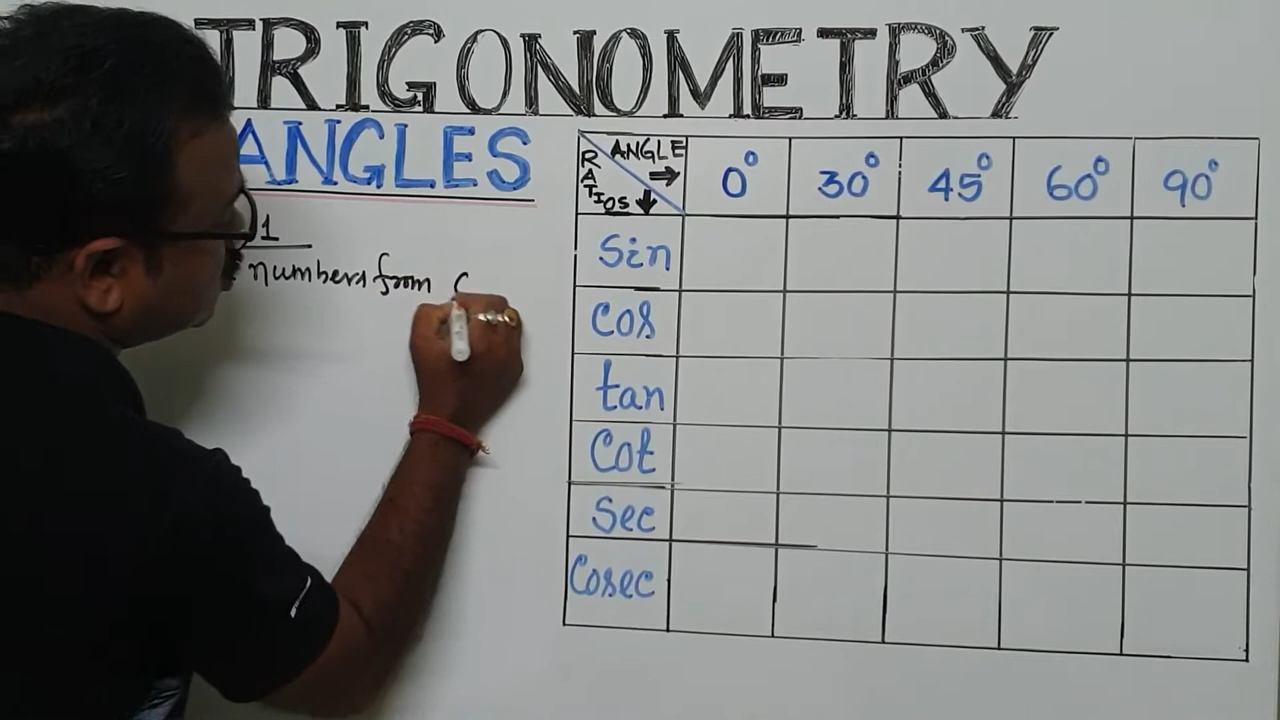 TRIGONOMETRY
ANGLES
1
numbers from
ANGLE
RATIOS
0° 30° 45° 60° 90°
Sin
Cos
tan
Cot
Sec
Cosec